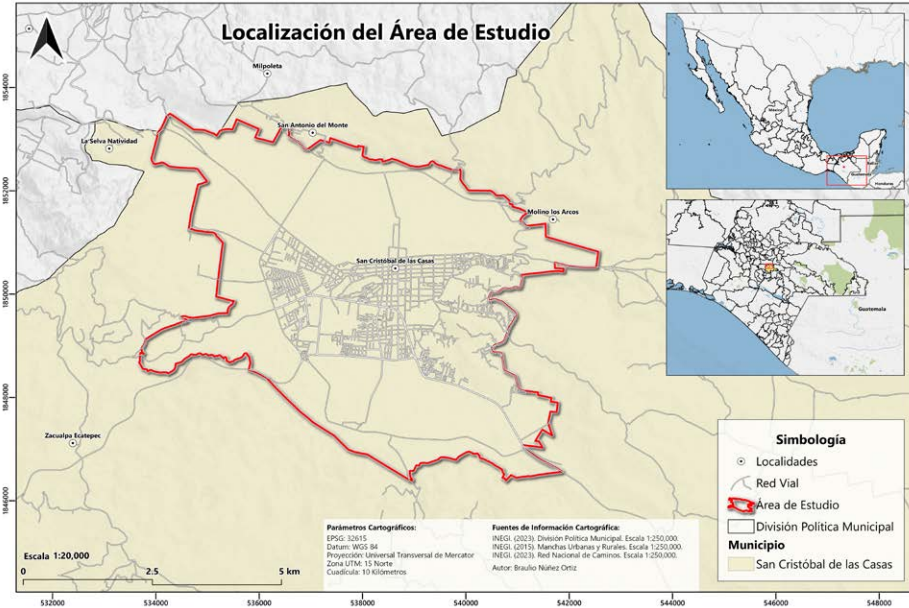 Localización del Área de Estudio
Milpoleta
San Antonio del Monte
La Selva Natividad
Molino los Arcos
San Cristóbal de las Casas
Zacualpa Ecatepec
México
Guatemala
Honduras
Guatemala
Simbología
Localidades
Red Vial
Área de Estudio
División Política Municipal
Municipio
San Cristóbal de las Casas
Parámetros Cartográficos:
EPSG: 32615
Datum: WGS 84
Proyección: Universal Transversal de Mercator
Zona UTM: 15 Norte
Cuadícula: 10 Kilómetros
Fuentes de Información Cartográfica:
INEGI. (2023). División Política Municipal. Escala 1:250,000.
INEGI. (2015). Manchas Urbanas y Rurales. Escala 1:250,000.
INEGI. (2023). Red Nacional de Caminos. Escala 1:250,000.
Autor: Braulio Núñez Ortiz
Escala 1:20,000
0 2.5 5 km
1854000
1852000
1850000
1848000
1846000
532000 534000 536000 538000 540000 542000 544000 546000 548000